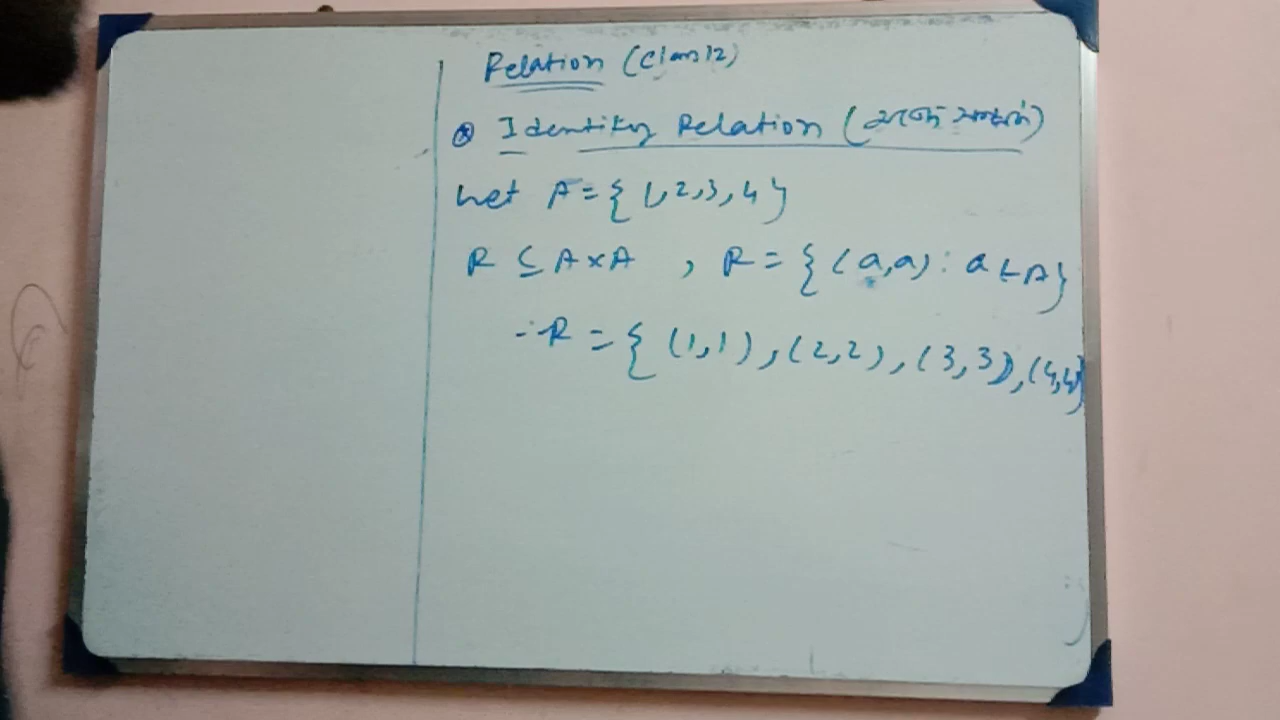 Relation (Class 12)
⊛ Identity Relation (
Let A = { 1, 2, 3, 4 }
R ⊆ A × A , R = { (a, a) : a ∈ A }
∴ R = { (1, 1), (2, 2), (3, 3), (4, 4) }